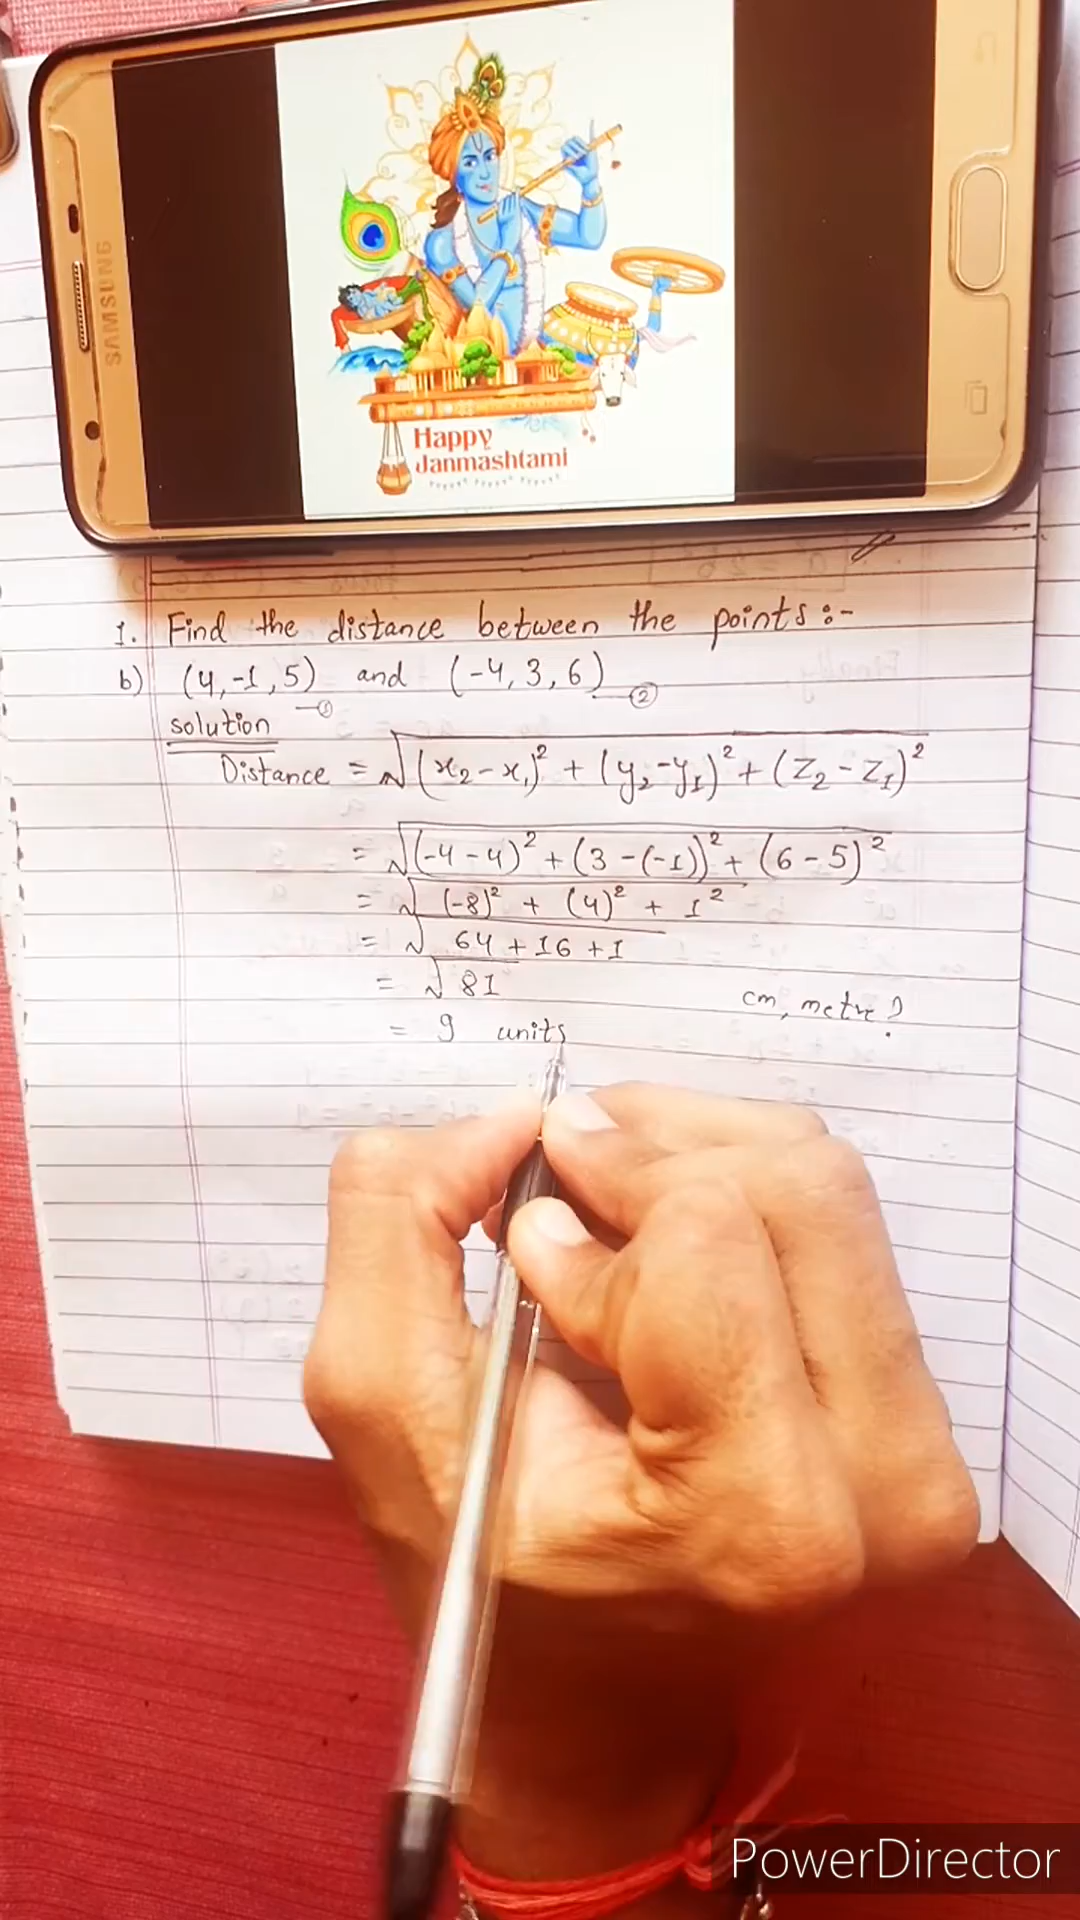 SAMSUNG
Happy
Janmashtami
1. Find the distance between the points :-
b) (4,-1,5) and (-4,3,6)
① ②
solution
Distance = √(x₂-x₁)² + (y₂-y₁)² + (z₂-z₁)²
= √(-4-4)² + (3-(-1))² + (6-5)²
= √(-8)² + (4)² + 1²
= √64+16+1
= √81
cm, metre?
= 9 units
PowerDirector